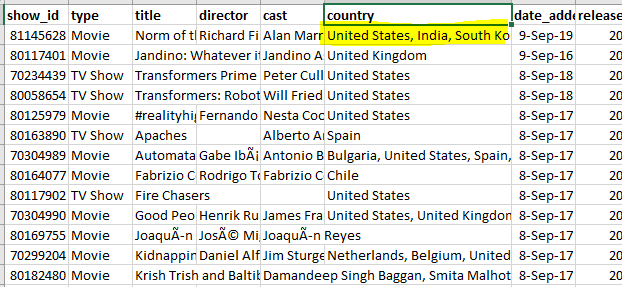 show_id type title director cast country date_adde release
81145628 Movie Norm of tl Richard Fi Alan Marr United States, India, South Ko 9-Sep-19 20
80117401 Movie Jandino: Whatever it Jandino A United Kingdom 9-Sep-16 20
70234439 TV Show Transformers Prime Peter Cull United States 8-Sep-18 20
80058654 TV Show Transformers: Robot Will Fried United States 8-Sep-18 20
80125979 Movie #realityhig Fernando Nesta Coo United States 8-Sep-17 20
80163890 TV Show Apaches Alberto A Spain 8-Sep-17 20
70304989 Movie Automata Gabe IbÃ¡ Antonio B Bulgaria, United States, Spain, 8-Sep-17 20
80164077 Movie Fabrizio C Rodrigo To Fabrizio C Chile 8-Sep-17 20
80117902 TV Show Fire Chasers United States 8-Sep-17 20
70304990 Movie Good Peo Henrik Ru James Fra United States, United Kingdom 8-Sep-17 20
80169755 Movie JoaquÃ-n JosÃ© Mi JoaquÃ-n Reyes 8-Sep-17 20
70299204 Movie Kidnappin Daniel Alf Jim Sturge Netherlands, Belgium, United 8-Sep-17 20
80182480 Movie Krish Trish and Baltib Damandeep Singh Baggan, Smita Malhot 8-Sep-17 20